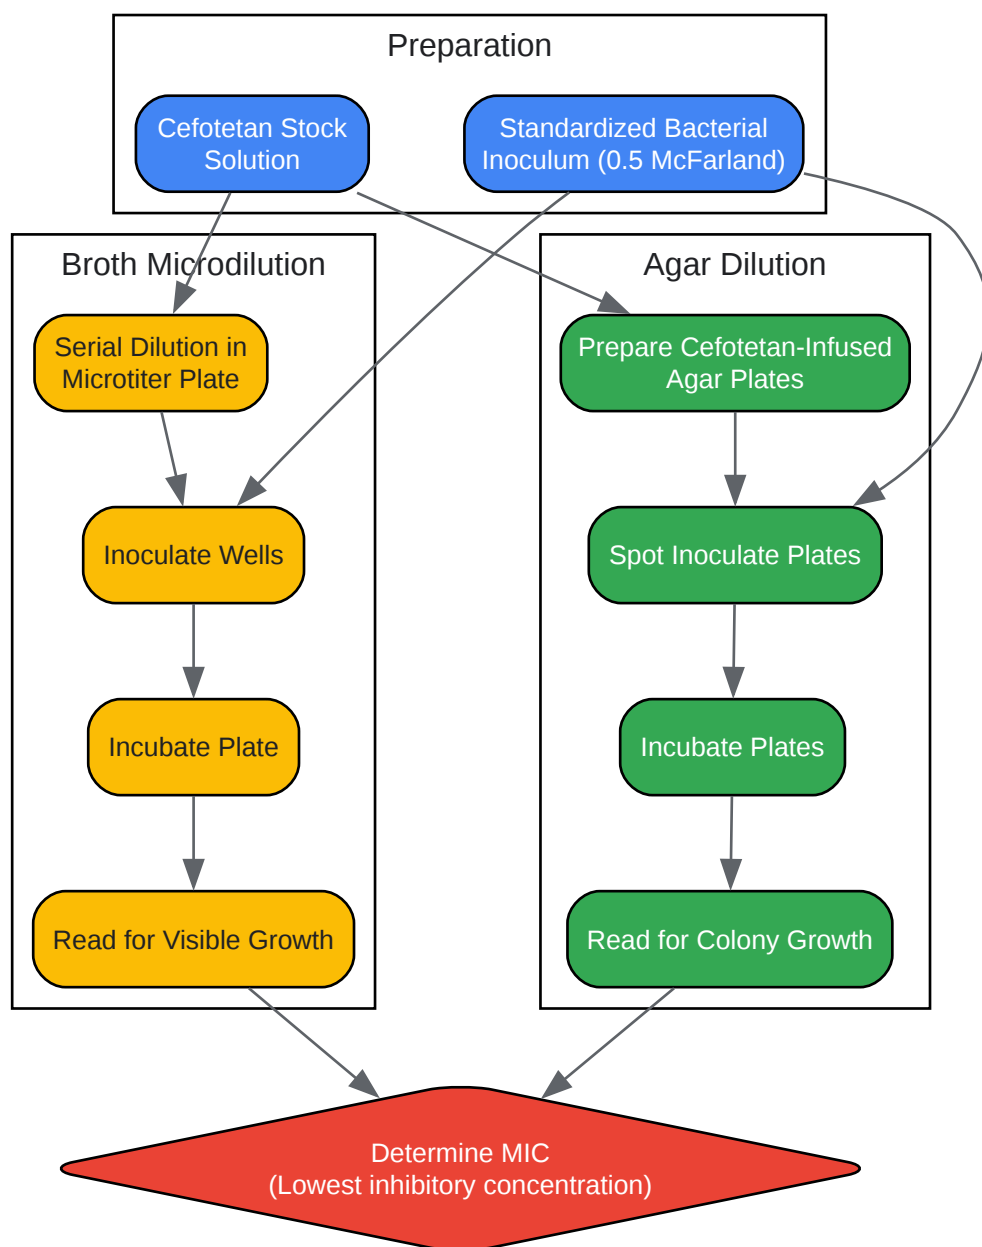 Preparation
Cefotetan Stock
Solution
Standardized Bacterial
Inoculum (0.5 McFarland)
Broth Microdilution
Serial Dilution in
Microtiter Plate
Inoculate Wells
Incubate Plate
Read for Visible Growth
Agar Dilution
Prepare Cefotetan-Infused
Agar Plates
Spot Inoculate Plates
Incubate Plates
Read for Colony Growth
Determine MIC
(Lowest inhibitory concentration)